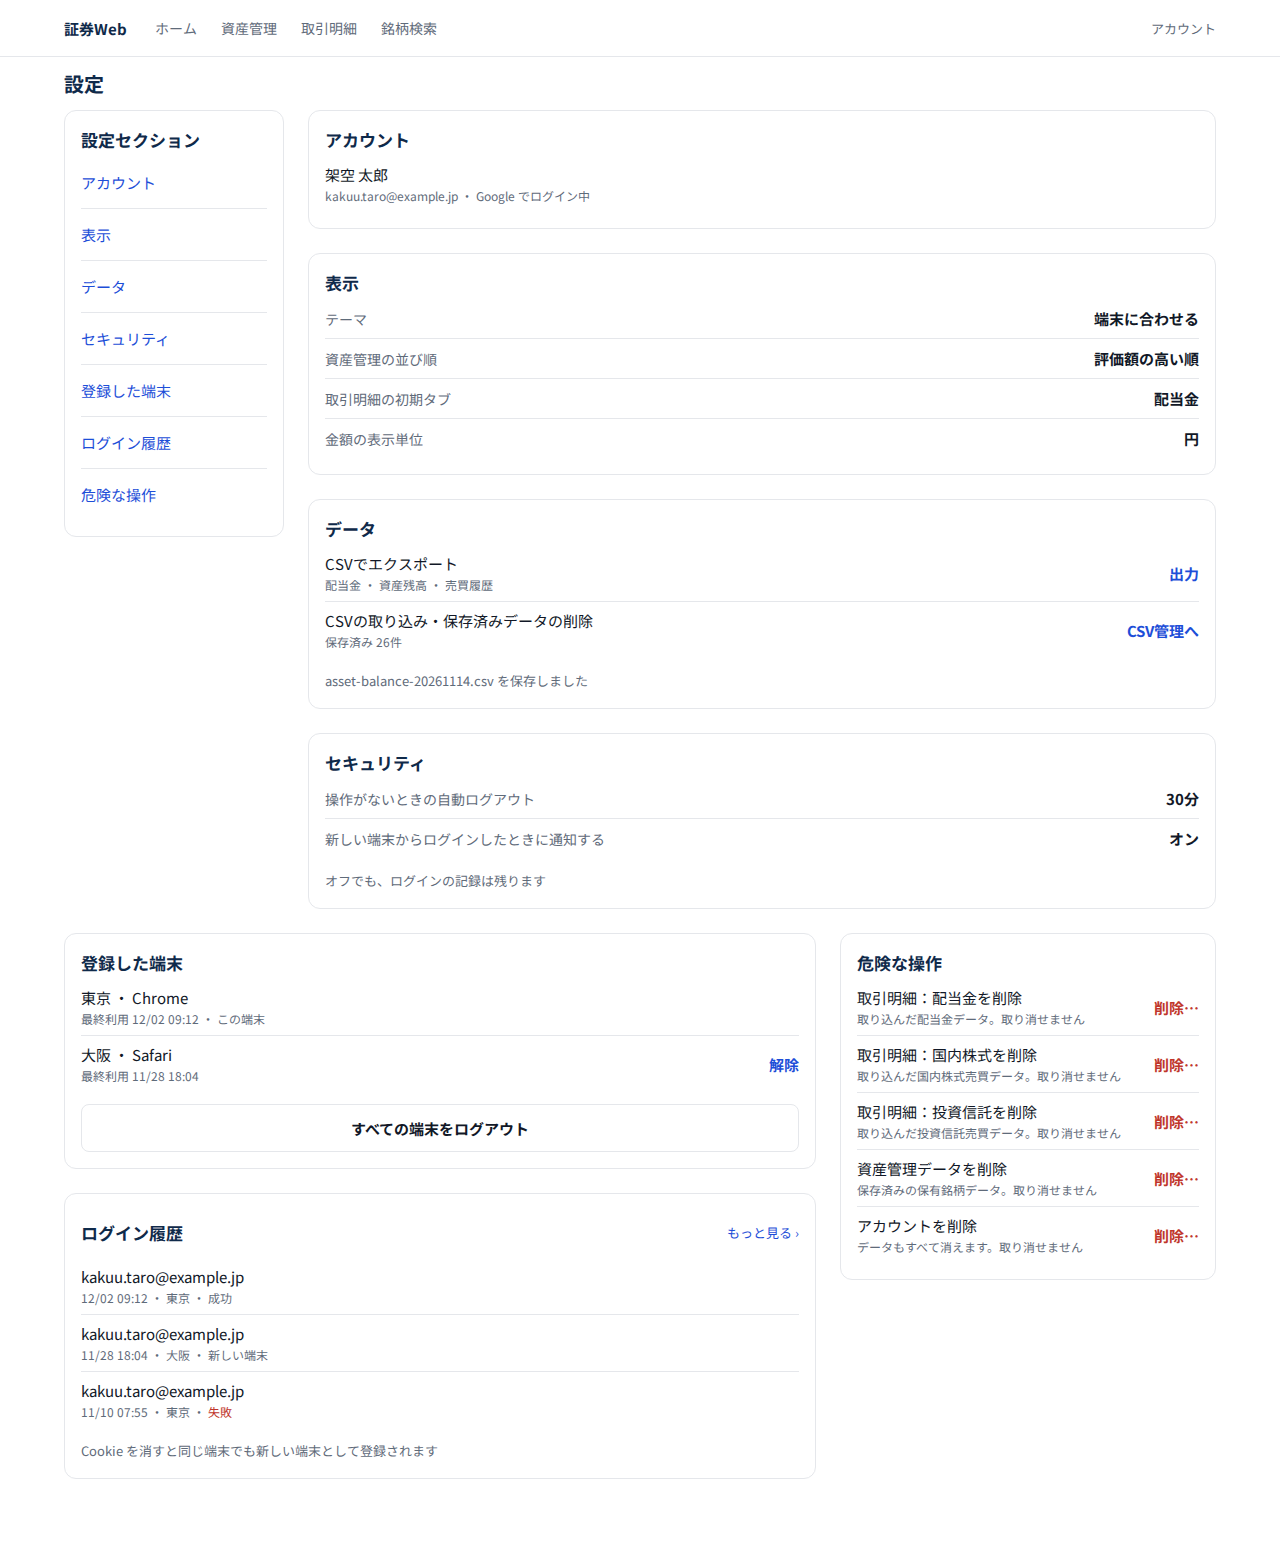 証券Web ホーム 資産管理 取引明細 銘柄検索 アカウント
設定
設定セクション
アカウント
表示
データ
セキュリティ
登録した端末
ログイン履歴
危険な操作
アカウント
架空 太郎
kakuu.taro@example.jp ・ Google でログイン中
表示
テーマ 端末に合わせる
資産管理の並び順 評価額の高い順
取引明細の初期タブ 配当金
金額の表示単位 円
データ
CSVでエクスポート
配当金 ・ 資産残高 ・ 売買履歴
出力
CSVの取り込み・保存済みデータの削除
保存済み 26件
CSV管理へ
asset-balance-20261114.csv を保存しました
セキュリティ
操作がないときの自動ログアウト 30分
新しい端末からログインしたときに通知する オン
オフでも、ログインの記録は残ります
登録した端末
東京 ・ Chrome
最終利用 12/02 09:12 ・ この端末
大阪 ・ Safari
最終利用 11/28 18:04
解除
すべての端末をログアウト
ログイン履歴 もっと見る ›
kakuu.taro@example.jp
12/02 09:12 ・ 東京 ・ 成功
kakuu.taro@example.jp
11/28 18:04 ・ 大阪 ・ 新しい端末
kakuu.taro@example.jp
11/10 07:55 ・ 東京 ・ 失敗
Cookie を消すと同じ端末でも新しい端末として登録されます
危険な操作
取引明細：配当金を削除
取り込んだ配当金データ。取り消せません
削除…
取引明細：国内株式を削除
取り込んだ国内株式売買データ。取り消せません
削除…
取引明細：投資信託を削除
取り込んだ投資信託売買データ。取り消せません
削除…
資産管理データを削除
保存済みの保有銘柄データ。取り消せません
削除…
アカウントを削除
データもすべて消えます。取り消せません
削除…